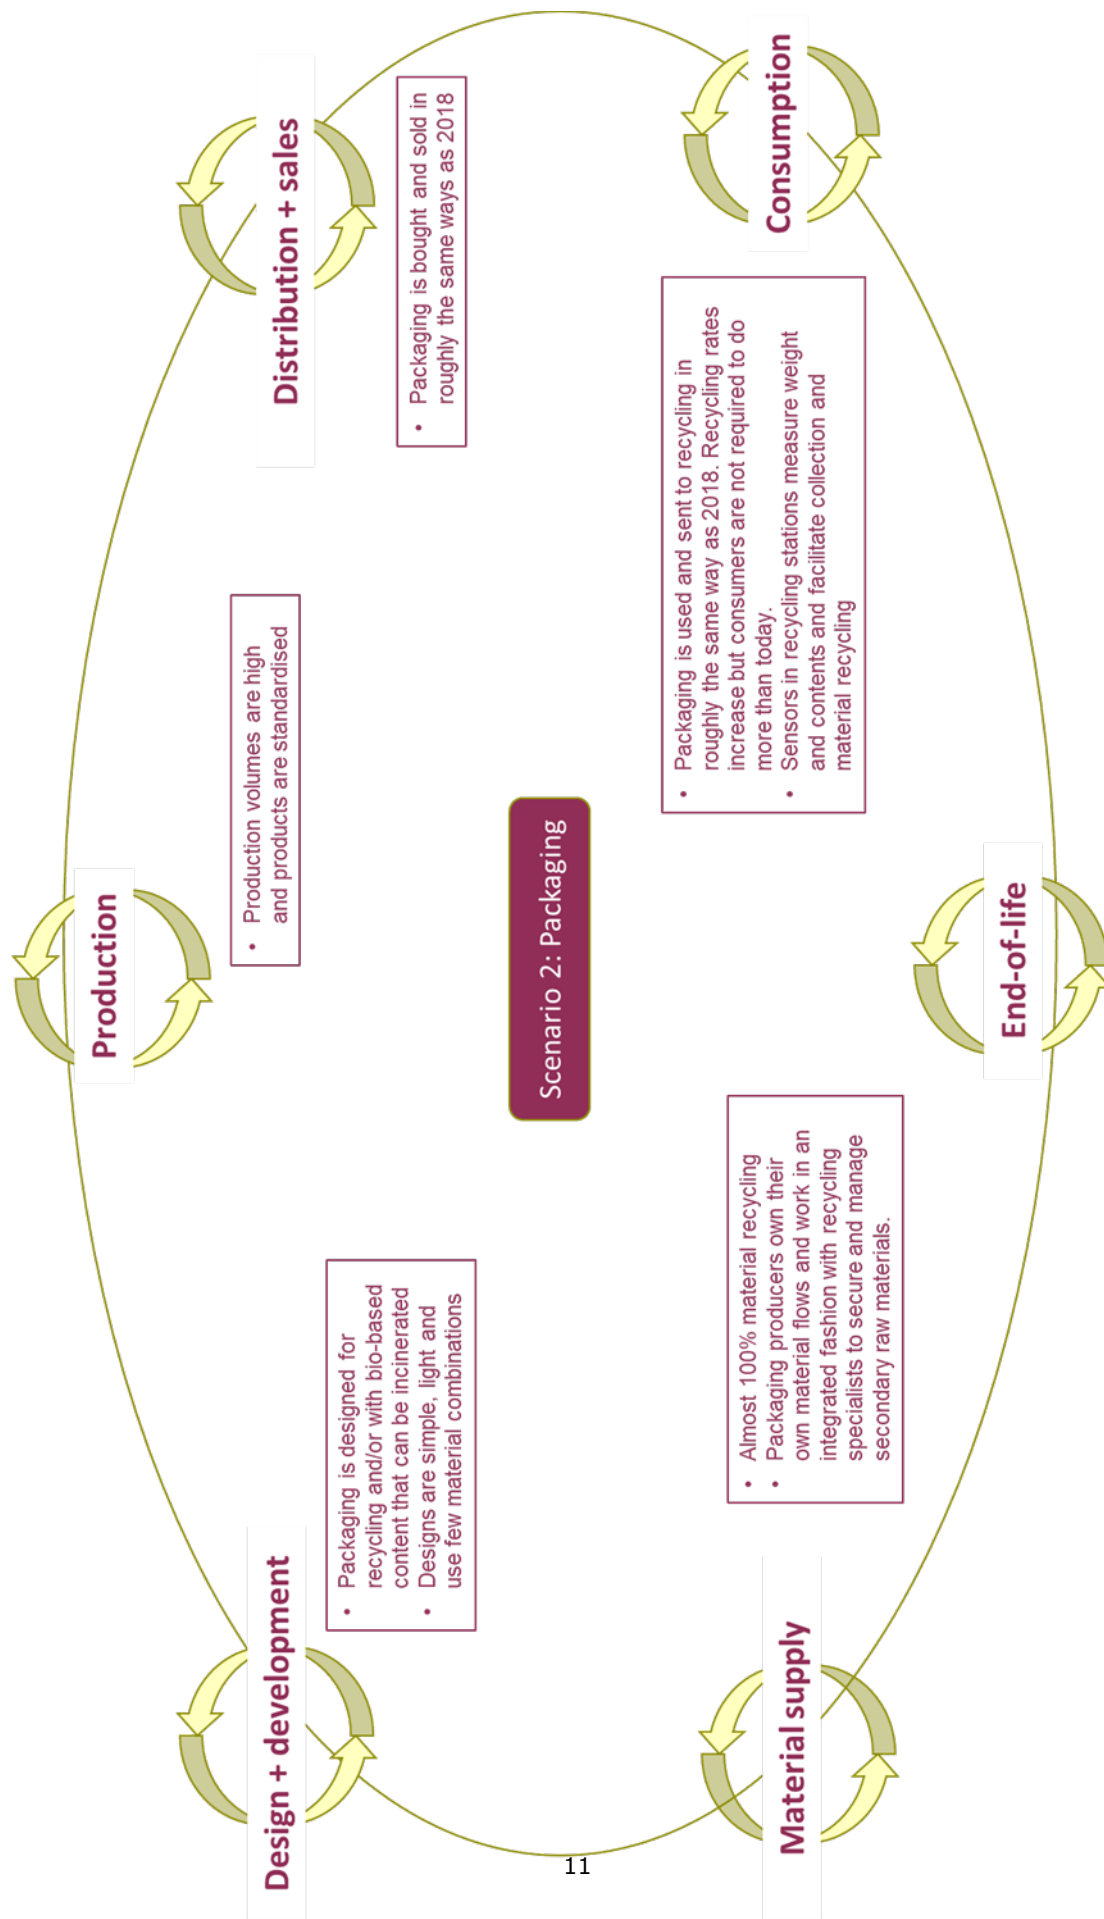 Design + development
• Packaging is designed for
recycling and/or with bio-based
content that can be incinerated
• Designs are simple, light and
use few material combinations
Production
• Production volumes are high
and products are standardised
Distribution + sales
• Packaging is bought and sold in
roughly the same ways as 2018
Scenario 2: Packaging
Consumption
• Packaging is used and sent to recycling in
roughly the same way as 2018. Recycling rates
increase but consumers are not required to do
more than today.
• Sensors in recycling stations measure weight
and contents and facilitate collection and
material recycling
End-of-life
• Almost 100% material recycling
• Packaging producers own their
own material flows and work in an
integrated fashion with recycling
specialists to secure and manage
secondary raw materials.
Material supply
11